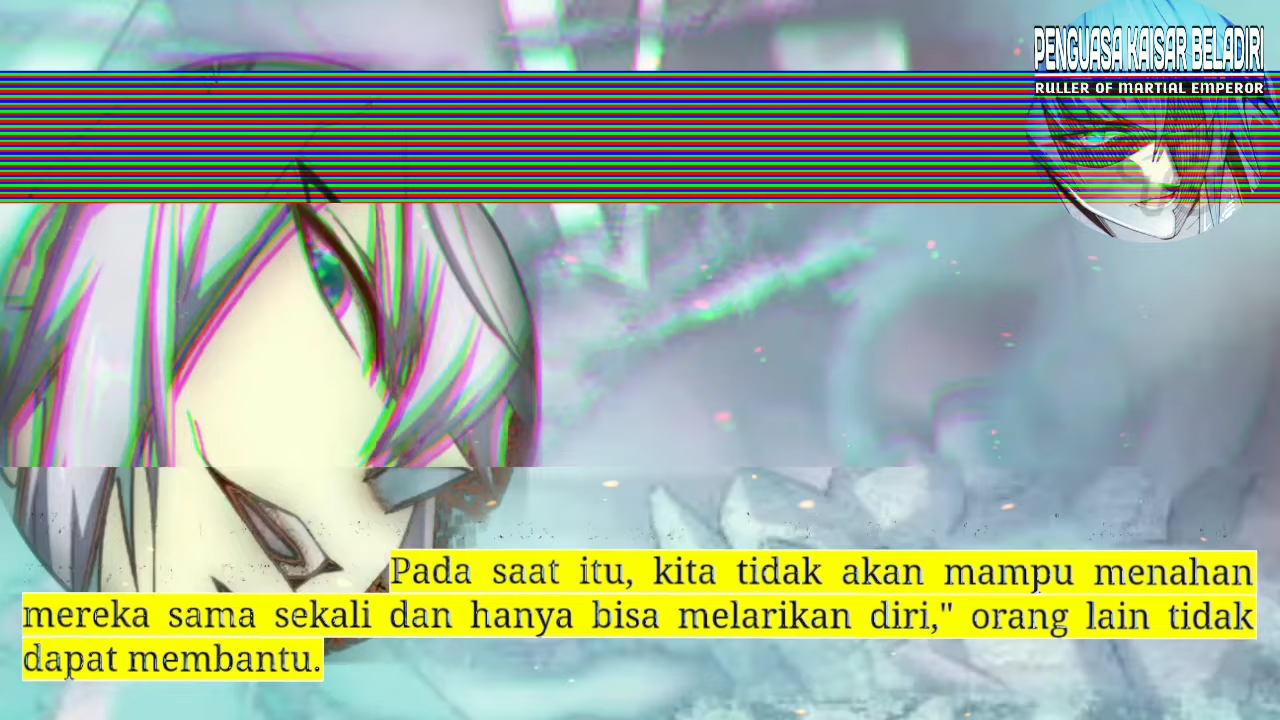 PENGUASA KAISAR BELADIRI
RULLER OF MARTIAL EMPEROR
Pada saat itu, kita tidak akan mampu menahan
mereka sama sekali dan hanya bisa melarikan diri," orang lain tidak
dapat membantu.